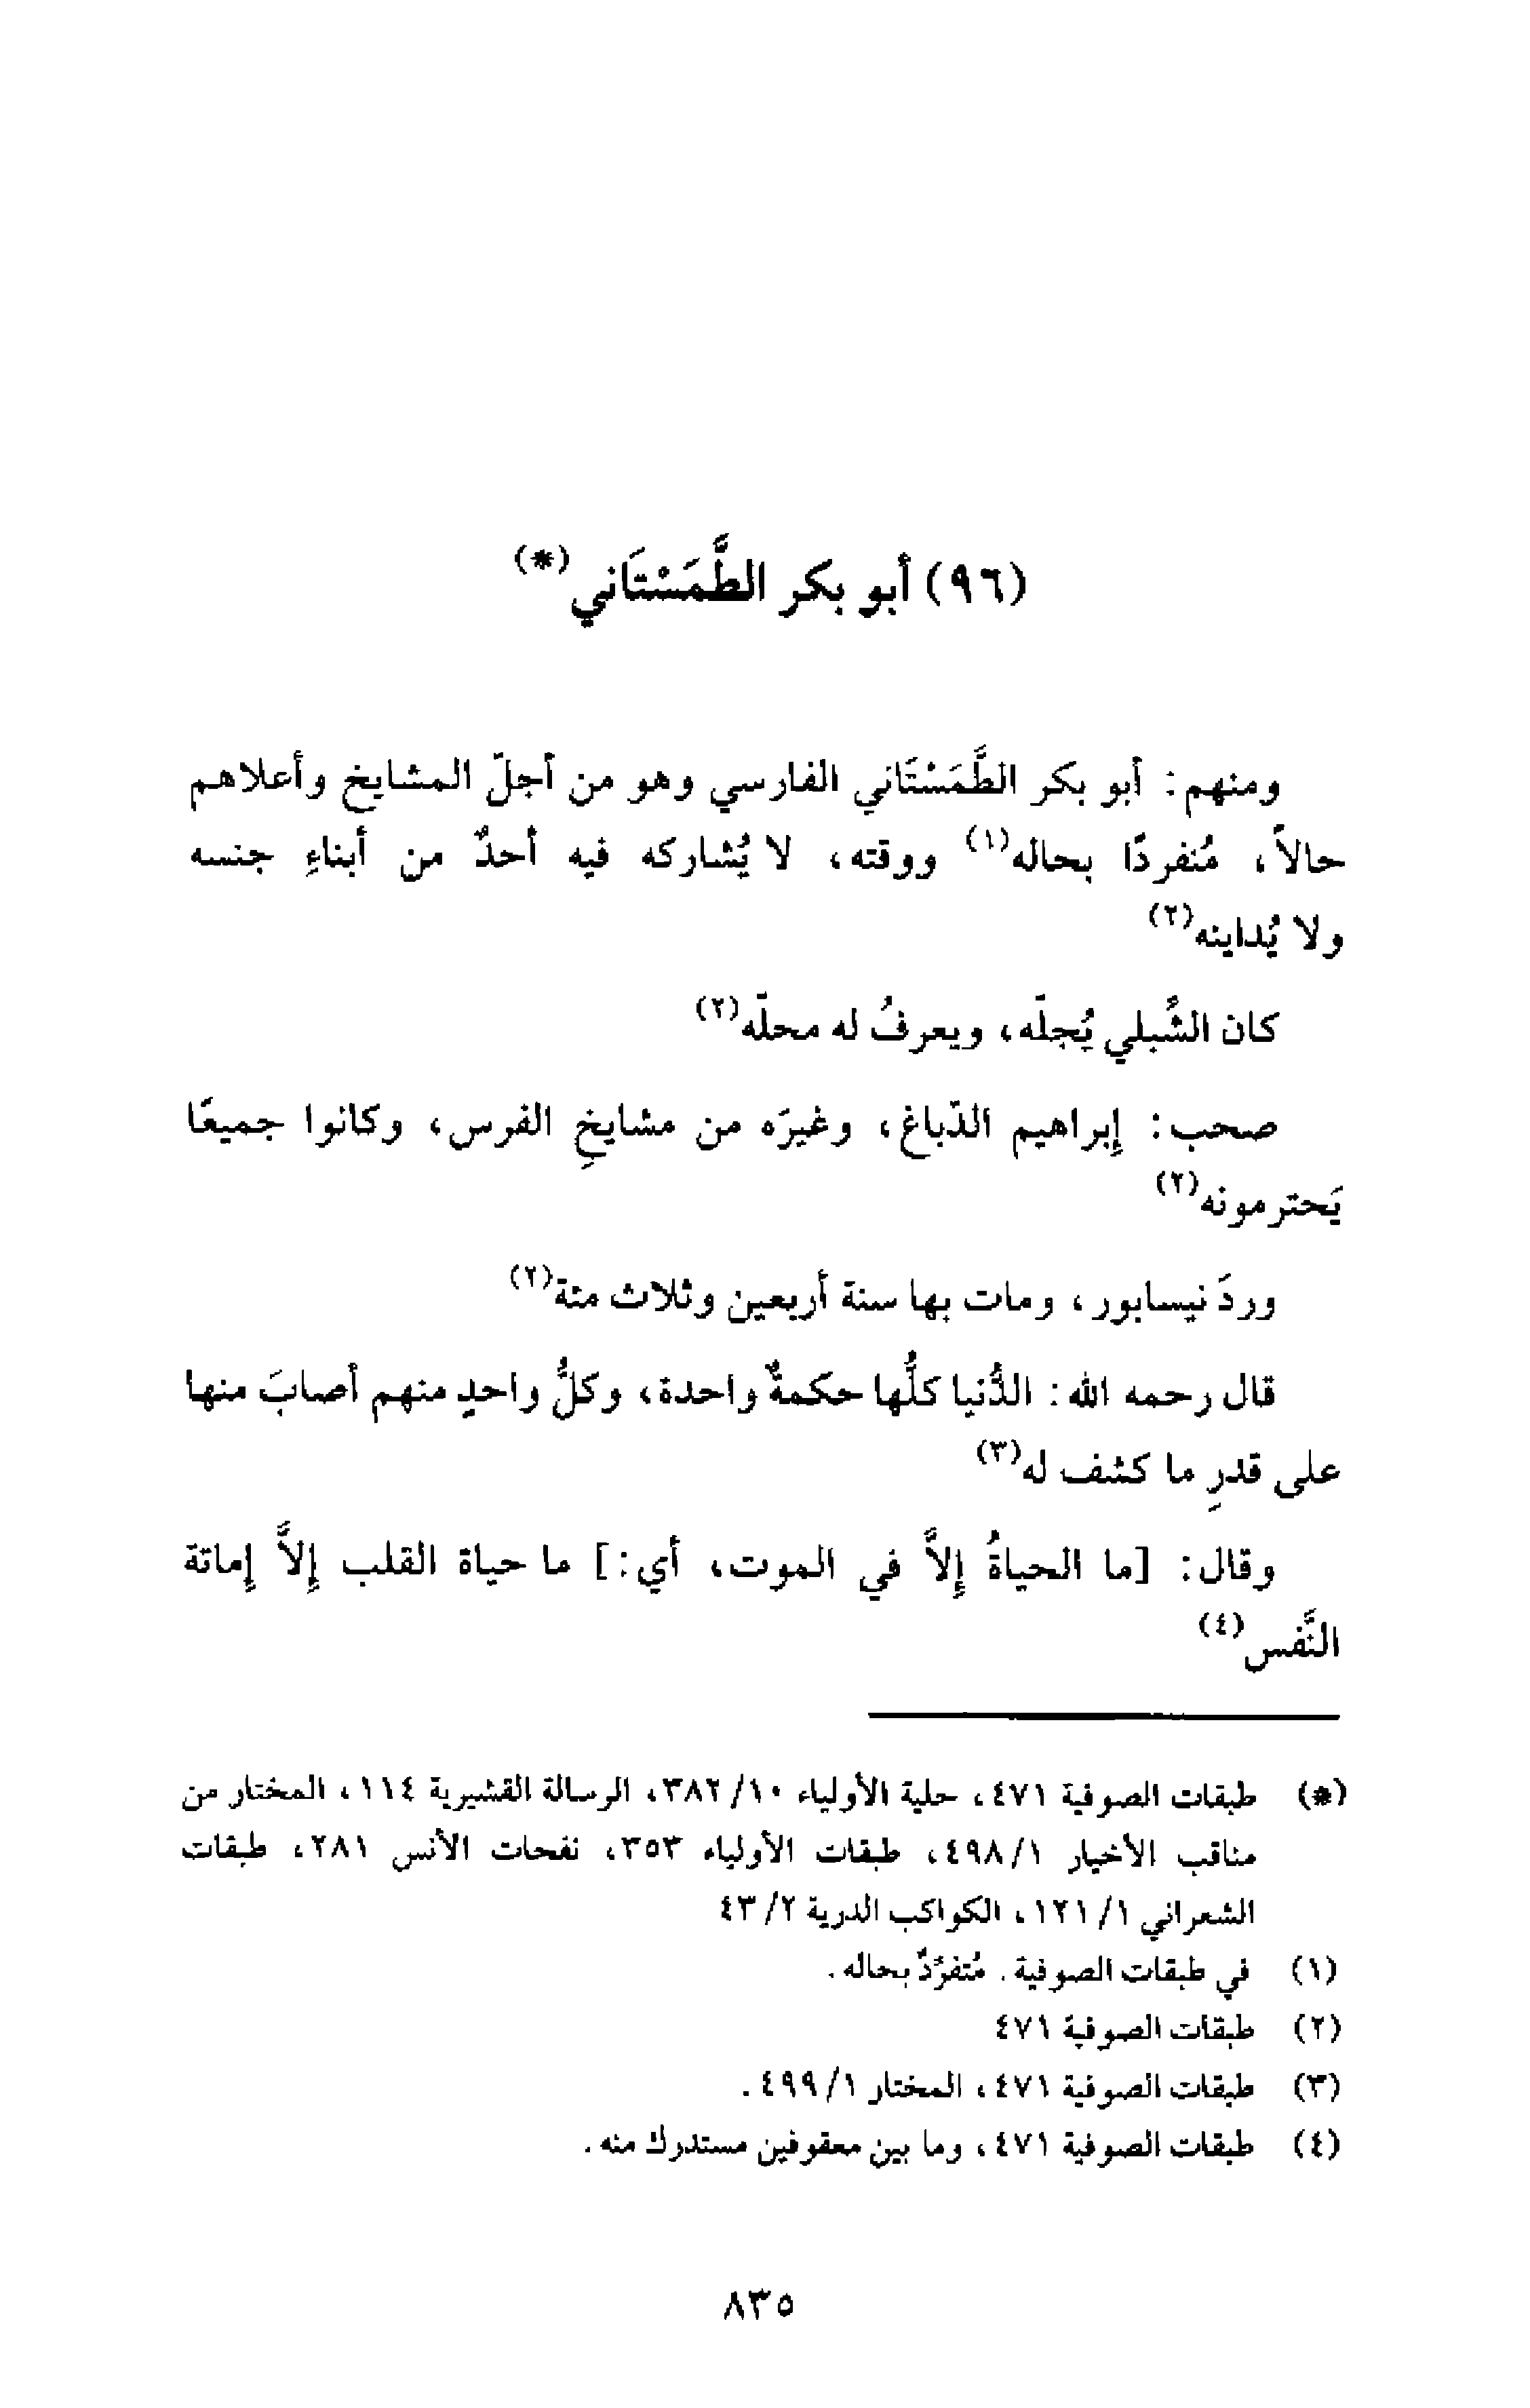 (٩٦) أبو بكر الطَّمَسْتَاني(*)
ومنهم: أبو بكر الطَّمَسْتَاني الفارسي وهو من أجلّ المشايخ وأعلاهم
حالاً، مُنفردًا بحاله(١) ووقته، لا يُشاركه فيه أحدٌ من أبناءِ جنسه
ولا يُداينه(٢)
كان الشِّبلي يُجلّه، ويعرفُ له محلّه(٢)
صحب: إبراهيم الدّباغ، وغيرَه من مشايخِ الفرس، وكانوا جميعًا
يَحترمونه(٢)
وردَ نيسابور، ومات بها سنة أربعين وثلاث مئة(٢)
قال رحمه الله: الدُّنيا كلُّها حكمةٌ واحدة، وكلُّ واحدٍ منهم أصابَ منها
على قدرِ ما كشف له(٣)
وقال: [ما الحياةُ إلاَّ في الموت، أي:] ما حياة القلب إلاَّ إماتة
النَّفس(٤)
(*) طبقات الصوفية ٤٧١، حلية الأولياء ١٠/ ٣٨٢، الرسالة القشيرية ١١٤، المختار من
مناقب الأخيار ١/ ٤٩٨، طبقات الأولياء ٣٥٣، نفحات الأنس ٢٨١، طبقات
الشعراني ١/ ١٢١، الكواكب الدرية ٢/ ٤٣
(١) في طبقات الصوفية. مُتفرِّدٌ بحاله.
(٢) طبقات الصوفية ٤٧١
(٣) طبقات الصوفية ٤٧١، المختار ١/ ٤٩٩.
(٤) طبقات الصوفية ٤٧١، وما بين معقوفين مستدرك منه.
٨٣٥